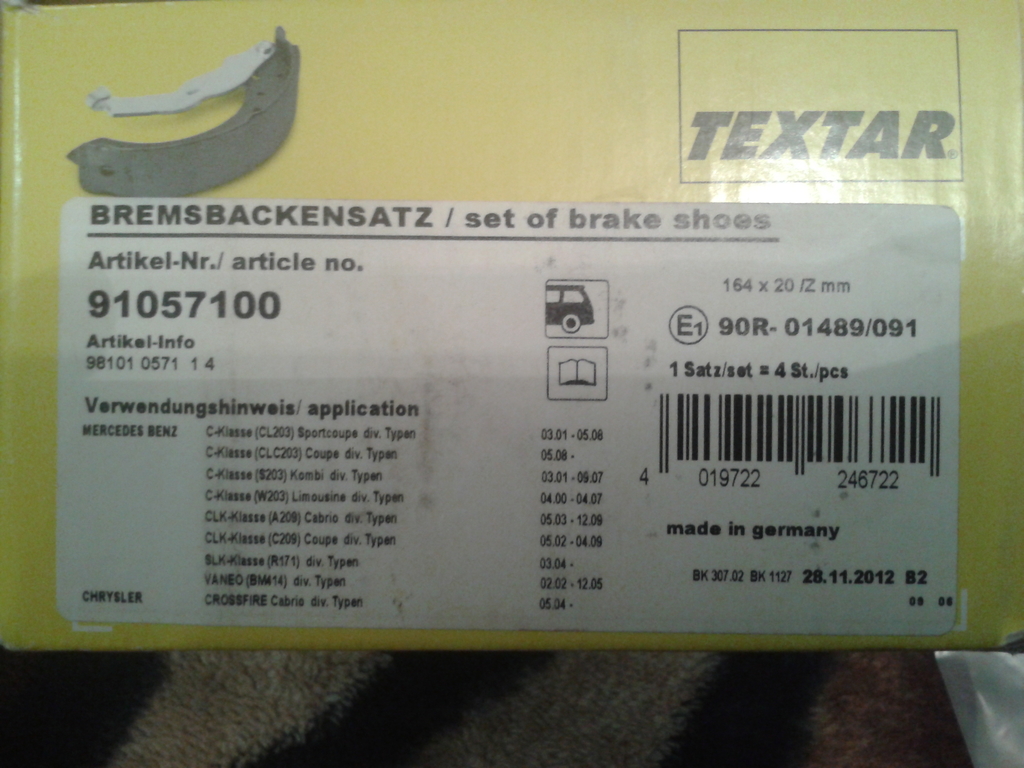 TEXTAR®
BREMSBACKENSATZ / set of brake shoes
Artikel-Nr./ article no.
91057100
Artikel-Info
98101 0571 1 4
164 x 20 /Z mm
E1 90R- 01489/091
1 Satz/set = 4 St./pcs
Verwendungshinweis/ application
MERCEDES BENZ C-Klasse (CL203) Sportcoupe div. Typen 03.01 - 05.08
C-Klasse (CLC203) Coupe div. Typen 05.08 -
C-Klasse (S203) Kombi div. Typen 03.01 - 09.07
C-Klasse (W203) Limousine div. Typen 04.00 - 04.07
CLK-Klasse (A209) Cabrio div. Typen 05.03 - 12.09
CLK-Klasse (C209) Coupe div. Typen 05.02 - 04.09
SLK-Klasse (R171) div. Typen 03.04 -
VANEO (BM414) div. Typen 02.02 - 12.05
CHRYSLER CROSSFIRE Cabrio div. Typen 05.04 -
4 019722 246722
made in germany
BK 307.02 BK 1127 28.11.2012 B2
09 06